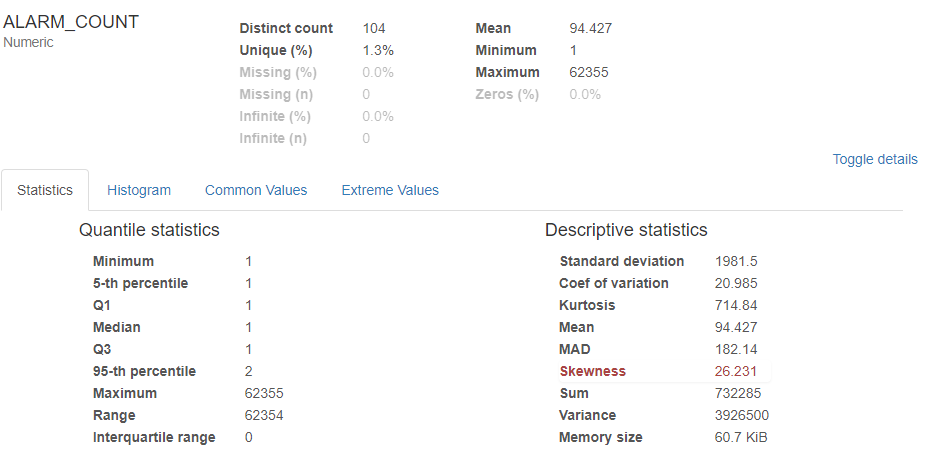 ALARM_COUNT
Numeric
Distinct count 104
Unique (%) 1.3%
Missing (%) 0.0%
Missing (n) 0
Infinite (%) 0.0%
Infinite (n) 0
Mean 94.427
Minimum 1
Maximum 62355
Zeros (%) 0.0%
Toggle details
Statistics Histogram Common Values Extreme Values
Quantile statistics
Minimum 1
5-th percentile 1
Q1 1
Median 1
Q3 1
95-th percentile 2
Maximum 62355
Range 62354
Interquartile range 0
Descriptive statistics
Standard deviation 1981.5
Coef of variation 20.985
Kurtosis 714.84
Mean 94.427
MAD 182.14
Skewness 26.231
Sum 732285
Variance 3926500
Memory size 60.7 KiB